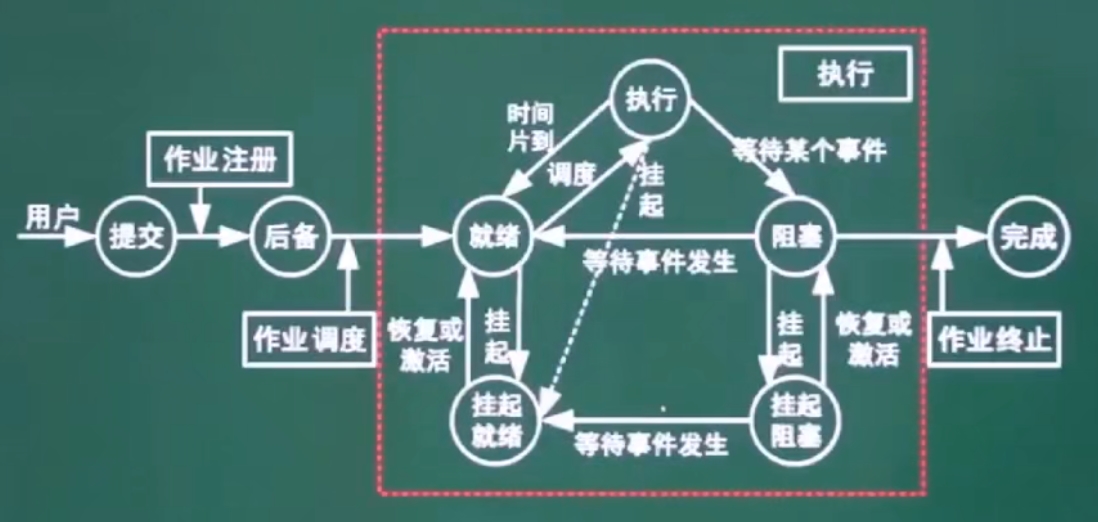 执行
执行
时间
片到
等待某个事件
作业注册
调度
挂
起
用户
提交
后备
就绪
阻塞
完成
等待事件发生
作业调度
恢复或
激活
挂
起
挂
起
恢复或
激活
作业终止
挂起
就绪
挂起
阻塞
等待事件发生